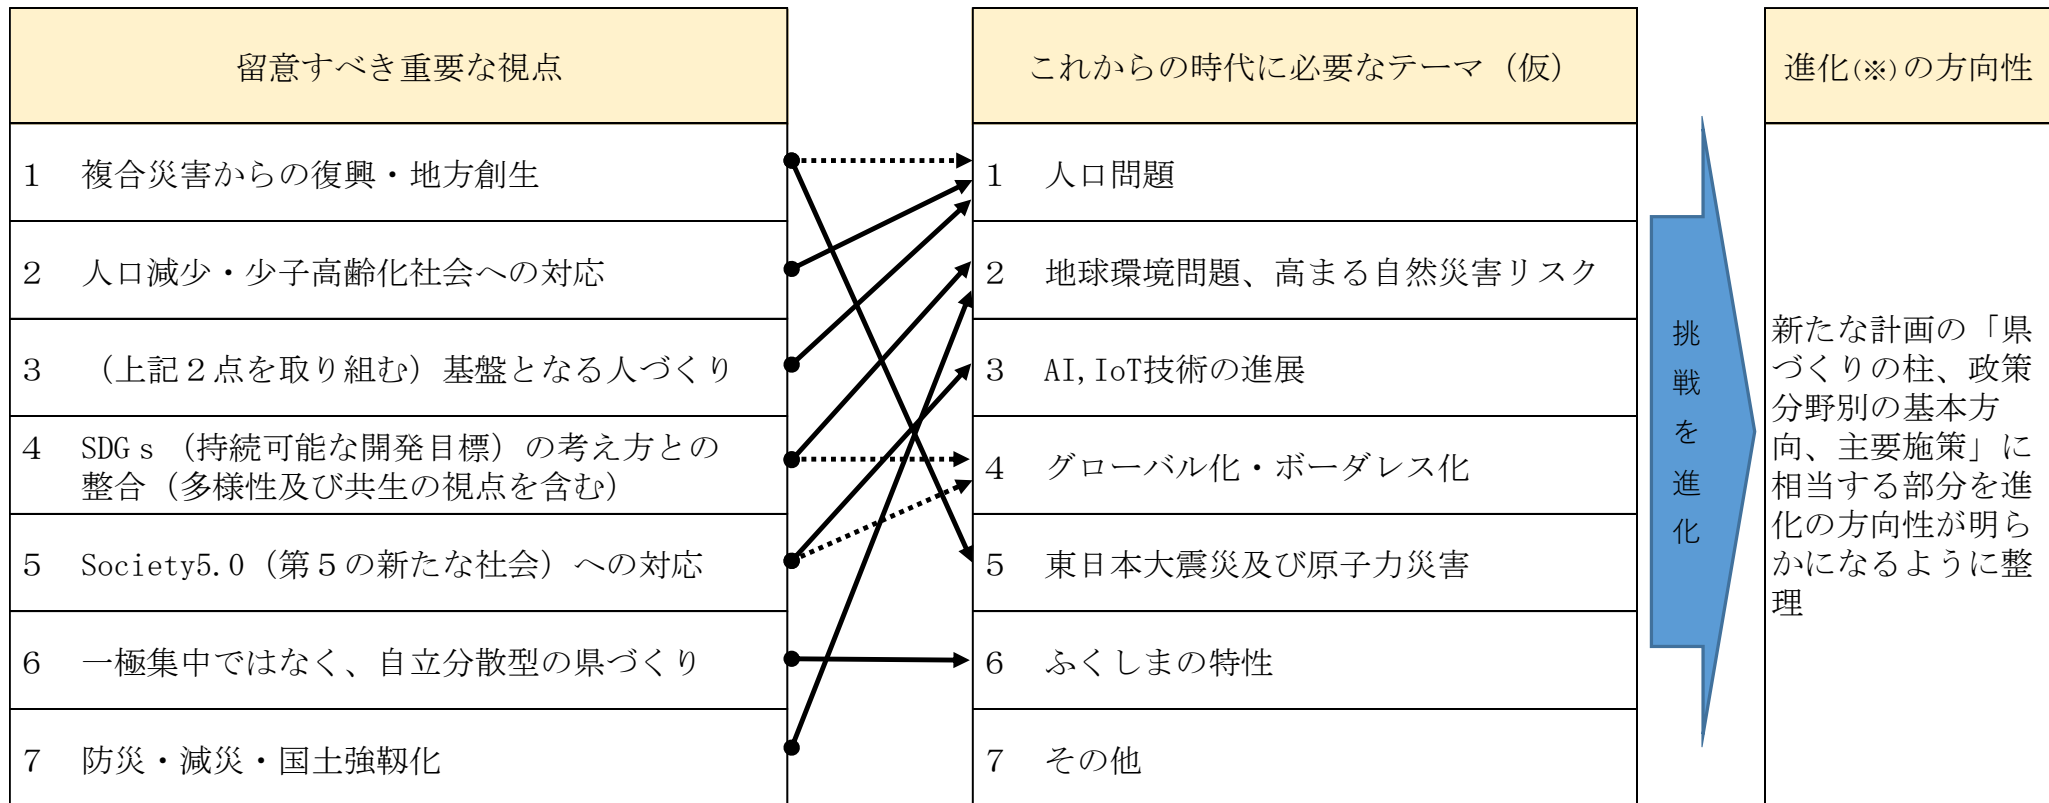 留意すべき重要な視点
1 複合災害からの復興・地方創生
2 人口減少・少子高齢化社会への対応
3 （上記２点を取り組む）基盤となる人づくり
4 SDGｓ（持続可能な開発目標）の考え方との
整合（多様性及び共生の視点を含む）
5 Society5.0（第５の新たな社会）への対応
6 一極集中ではなく、自立分散型の県づくり
7 防災・減災・国土強靱化
これからの時代に必要なテーマ（仮）
1 人口問題
2 地球環境問題、高まる自然災害リスク
3 AI,IoT技術の進展
4 グローバル化・ボーダレス化
5 東日本大震災及び原子力災害
6 ふくしまの特性
7 その他
挑戦を進化
進化(※)の方向性
新たな計画の「県
づくりの柱、政策
分野別の基本方
向、主要施策」に
相当する部分を進
化の方向性が明ら
かになるように整
理